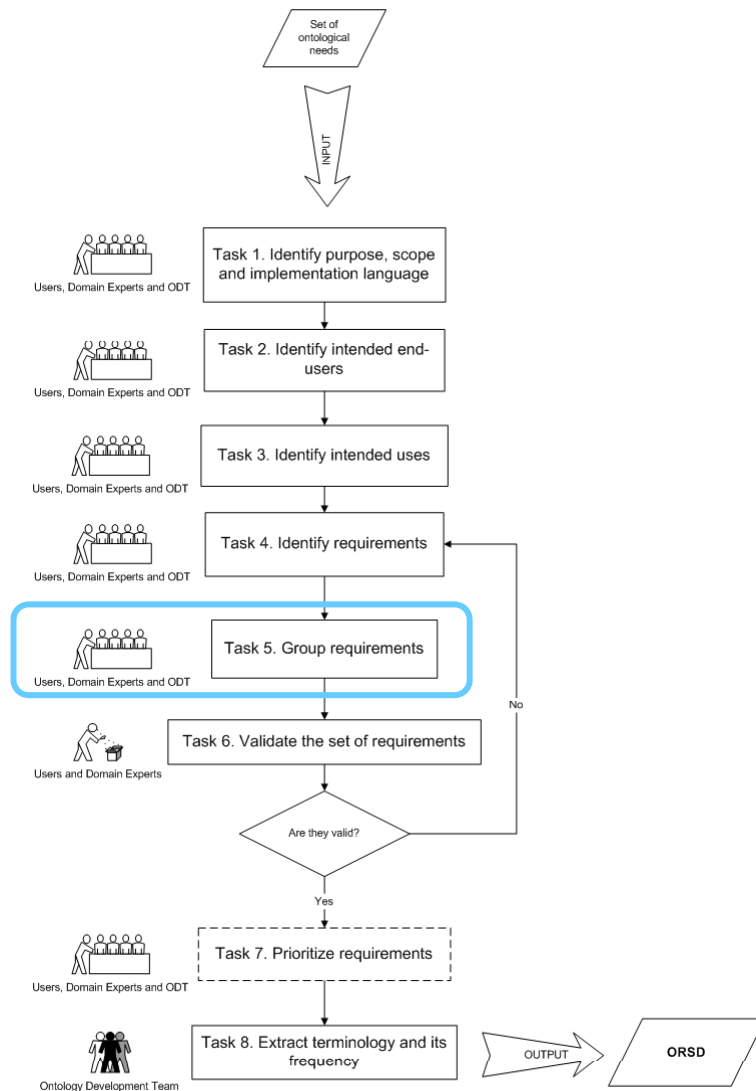 Set of
ontological
needs
INPUT
Task 1. Identify purpose, scope
and implementation language
Users, Domain Experts and ODT
Task 2. Identify intended end-
users
Users, Domain Experts and ODT
Task 3. Identify intended uses
Users, Domain Experts and ODT
Task 4. Identify requirements
Users, Domain Experts and ODT
Task 5. Group requirements
Users, Domain Experts and ODT
No
Task 6. Validate the set of requirements
Users and Domain Experts
Are they valid?
Yes
Task 7. Prioritize requirements
Users, Domain Experts and ODT
Task 8. Extract terminology and its
frequency
Ontology Development Team
OUTPUT
ORSD